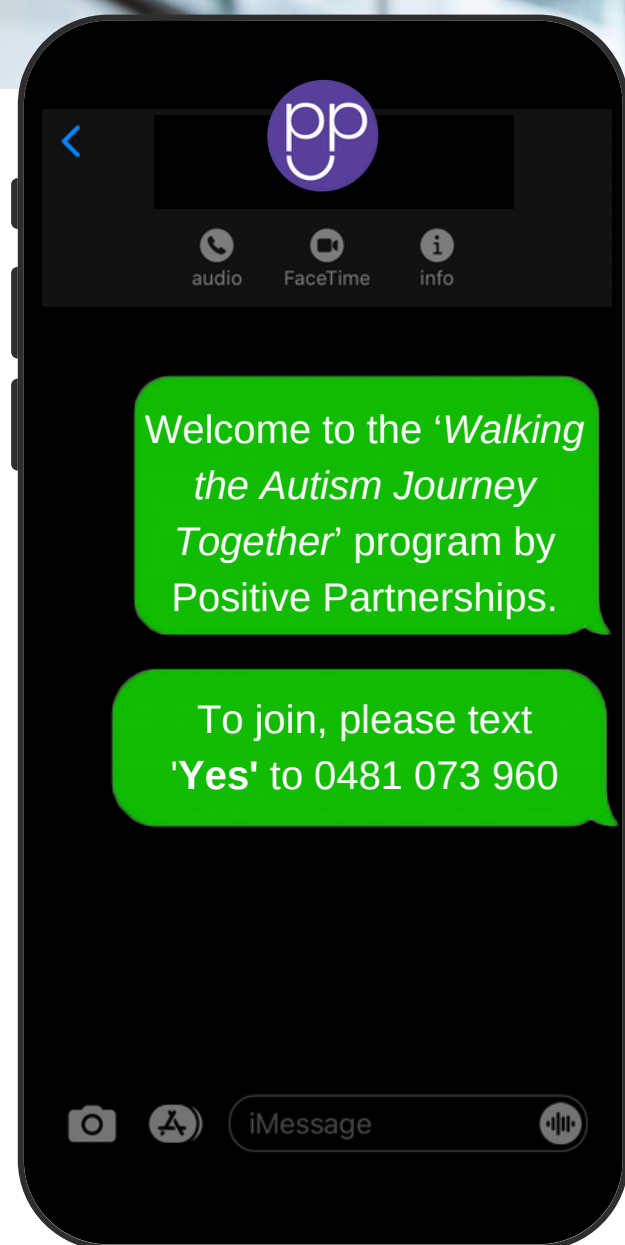 pp
audio FaceTime info
Welcome to the ‘Walking
the Autism Journey
Together’ program by
Positive Partnerships.
To join, please text
'Yes' to 0481 073 960
iMessage